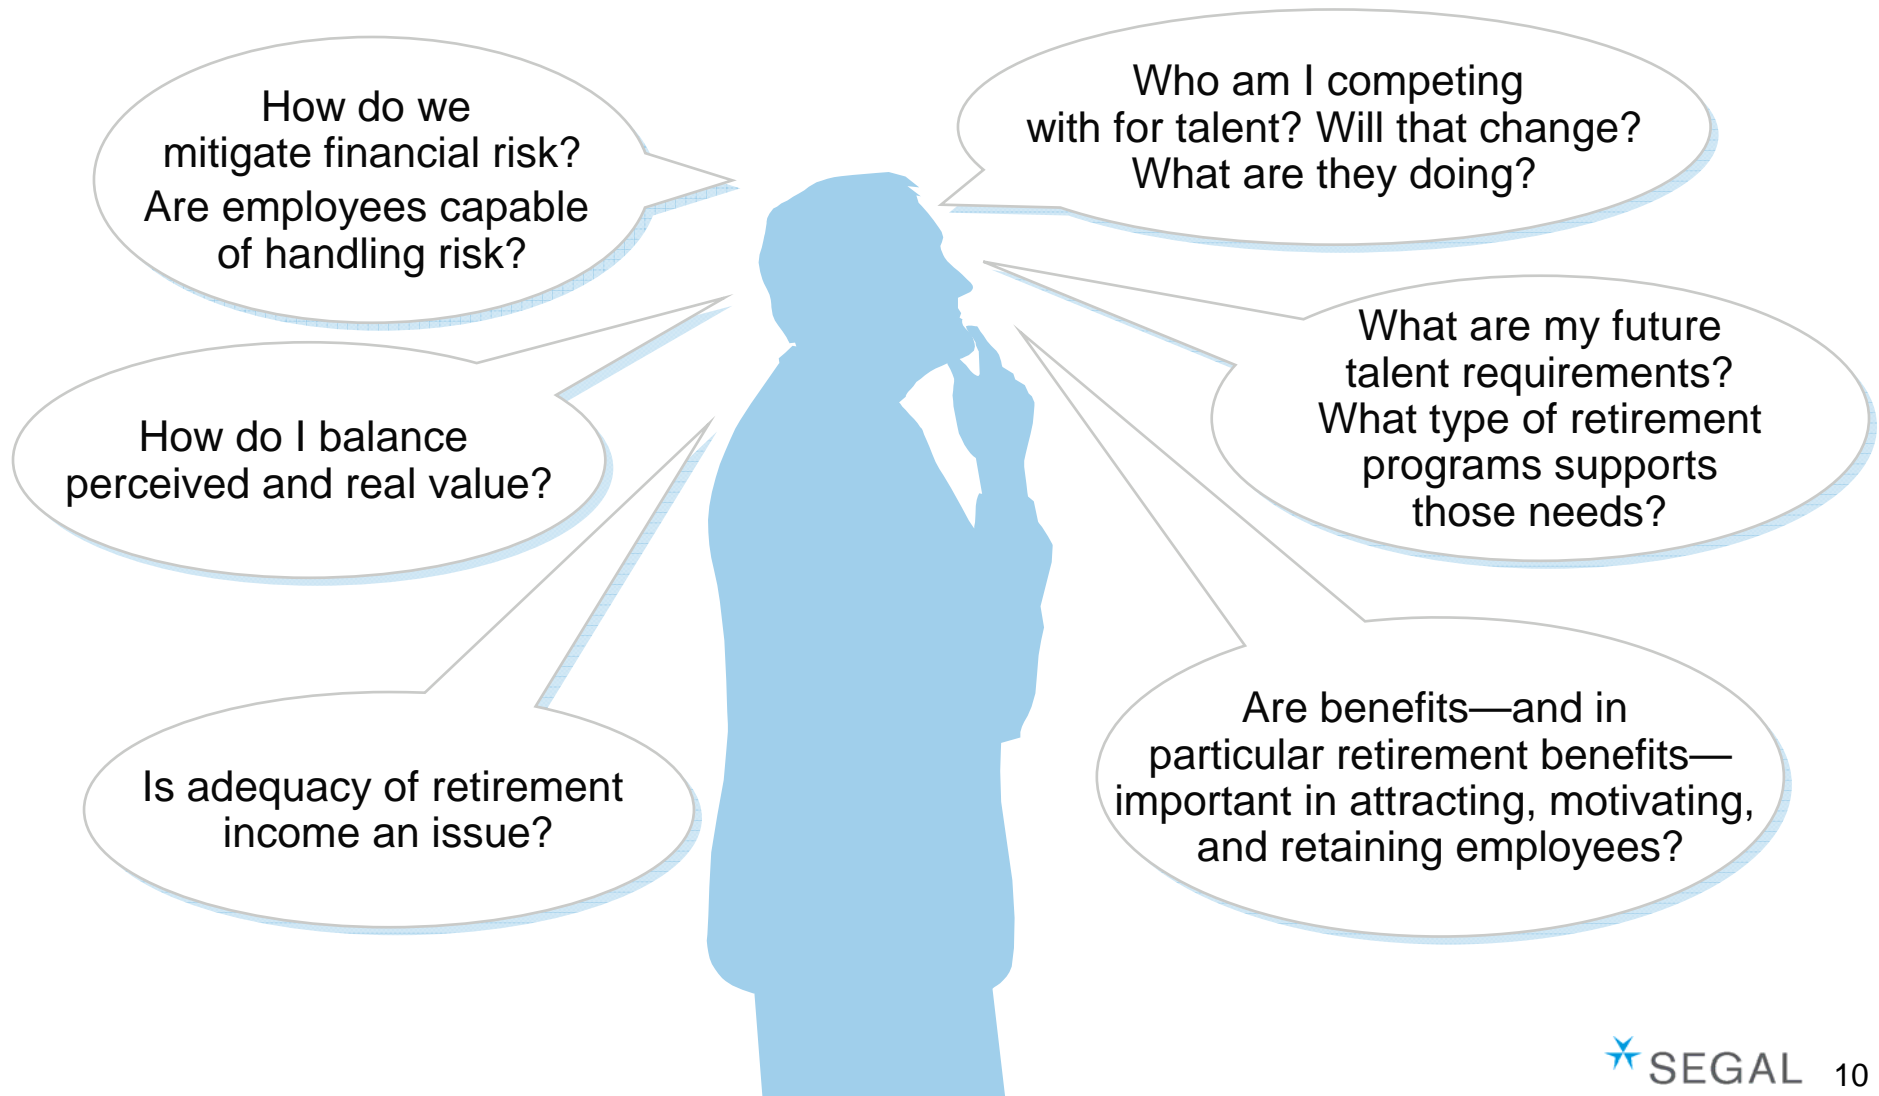 How do we
mitigate financial risk?
Are employees capable
of handling risk?
Who am I competing
with for talent? Will that change?
What are they doing?
How do I balance
perceived and real value?
What are my future
talent requirements?
What type of retirement
programs supports
those needs?
Is adequacy of retirement
income an issue?
Are benefits—and in
particular retirement benefits—
important in attracting, motivating,
and retaining employees?
SEGAL 10